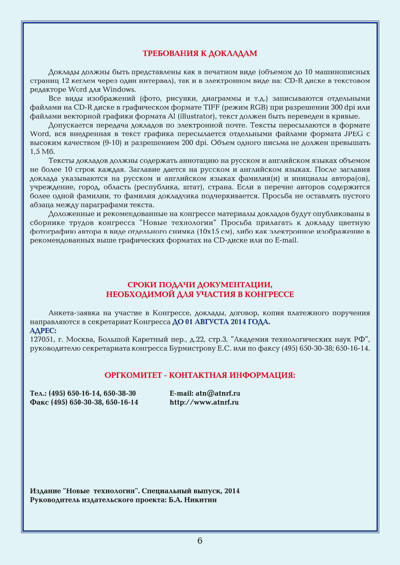 ТРЕБОВАНИЯ К ДОКЛАДАМ
Доклады должны быть представлены как в печатном виде (объемом до 10 машинописных
страниц 12 кеглем через один интервал), так и в электронном виде на: CD-R диске в текстовом
редакторе Word для Windows.
Все виды изображений (фото, рисунки, диаграммы и т.д.) записываются отдельными
файлами на CD-R диске в графическом формате TIFF (режим RGB) при разрешении 300 dpi или
файлами векторной графики формата AI (illustrator), текст должен быть переведен в кривые.
Допускается передача докладов по электронной почте. Тексты пересылаются в формате
Word, вся внедренная в текст графика пересылается отдельными файлами формата JPEG с
высоким качеством (9-10) и разрешением 200 dpi. Объем одного письма не должен превышать
1,5 Мб.
Тексты докладов должны содержать аннотацию на русском и английском языках объемом
не более 10 строк каждая. Заглавие дается на русском и английском языках. После заглавия
доклада указываются на русском и английском языках фамилия(и) и инициалы автора(ов),
учреждение, город, область (республика, штат), страна. Если в перечне авторов содержится
более одной фамилии, то фамилия докладчика подчеркивается. Просьба не оставлять пустого
абзаца между параграфами текста.
Доложенные и рекомендованные на конгрессе материалы докладов будут опубликованы в
сборнике трудов конгресса "Новые технологии" Просьба прилагать к докладу цветную
фотографию автора в виде отдельного снимка (10х15 см), либо как электронное изображение в
рекомендованных выше графических форматах на CD-диске или по E-mail.
СРОКИ ПОДАЧИ ДОКУМЕНТАЦИИ,
НЕОБХОДИМОЙ ДЛЯ УЧАСТИЯ В КОНГРЕССЕ
Анкета-заявка на участие в Конгрессе, доклады, договор, копия платежного поручения
направляются в секретариат Конгресса ДО 01 АВГУСТА 2014 ГОДА.
АДРЕС:
127051, г. Москва, Большой Каретный пер., д.22, стр.3, "Академия технологических наук РФ",
руководителю секретариата конгресса Бурмистрову Е.С. или по факсу (495) 650-30-38; 650-16-14.
ОРГКОМИТЕТ - КОНТАКТНАЯ ИНФОРМАЦИЯ:
Тел.: (495) 650-16-14, 650-38-30 E-mail: atn@atnrf.ru
Факс (495) 650-30-38, 650-16-14 http://www.atnrf.ru
Издание "Новые технологии". Специальный выпуск, 2014
Руководитель издательского проекта: Б.А. Никитин
6